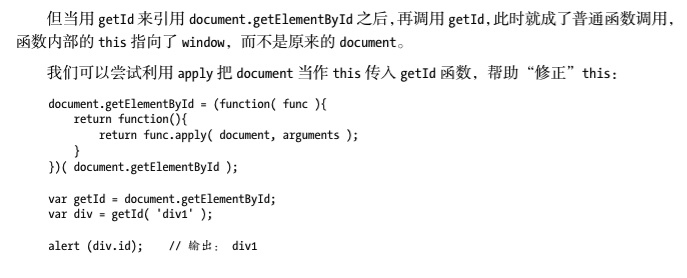 但当用 getId 来引用 document.getElementById 之后，再调用 getId，此时就成了普通函数调用，
函数内部的 this 指向了 window，而不是原来的 document。
我们可以尝试利用 apply 把 document 当作 this 传入 getId 函数，帮助“修正”this：
document.getElementById = (function( func ){
    return function(){
        return func.apply( document, arguments );
    }
})( document.getElementById );
var getId = document.getElementById;
var div = getId( 'div1' );
alert (div.id);    // 输出： div1